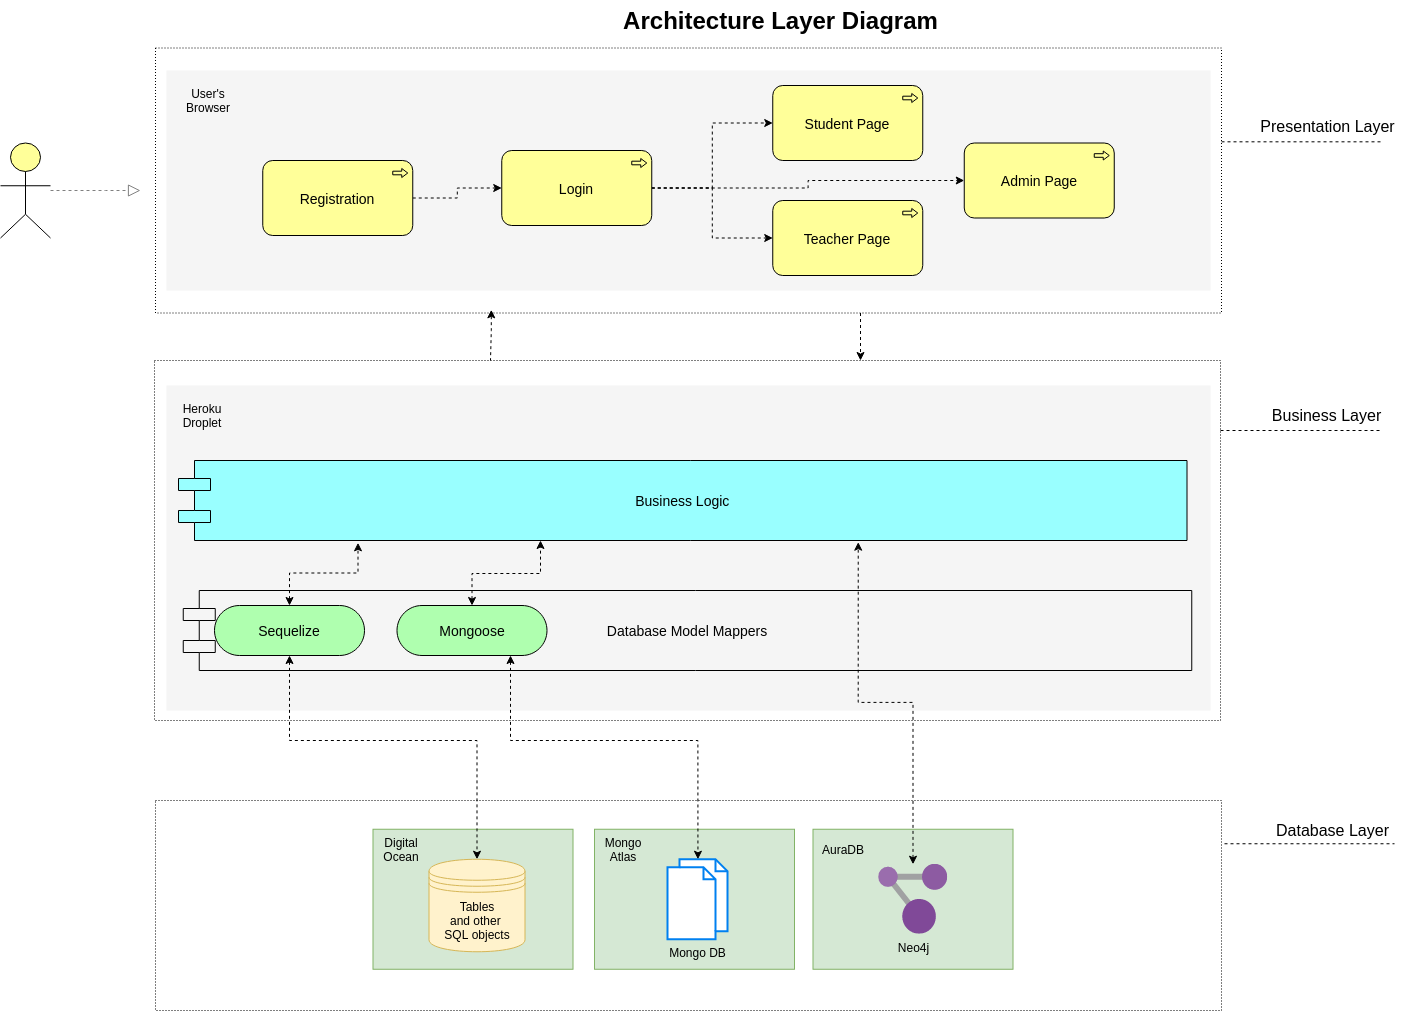 Architecture Layer Diagram
User's
Browser
Student Page
Presentation Layer
Registration
Login
Admin Page
Teacher Page
Heroku
Droplet
Business Layer
Business Logic
Sequelize
Mongoose
Database Model Mappers
Database Layer
Digital
Ocean
Tables
and other
SQL objects
Mongo
Atlas
Mongo DB
AuraDB
Neo4j